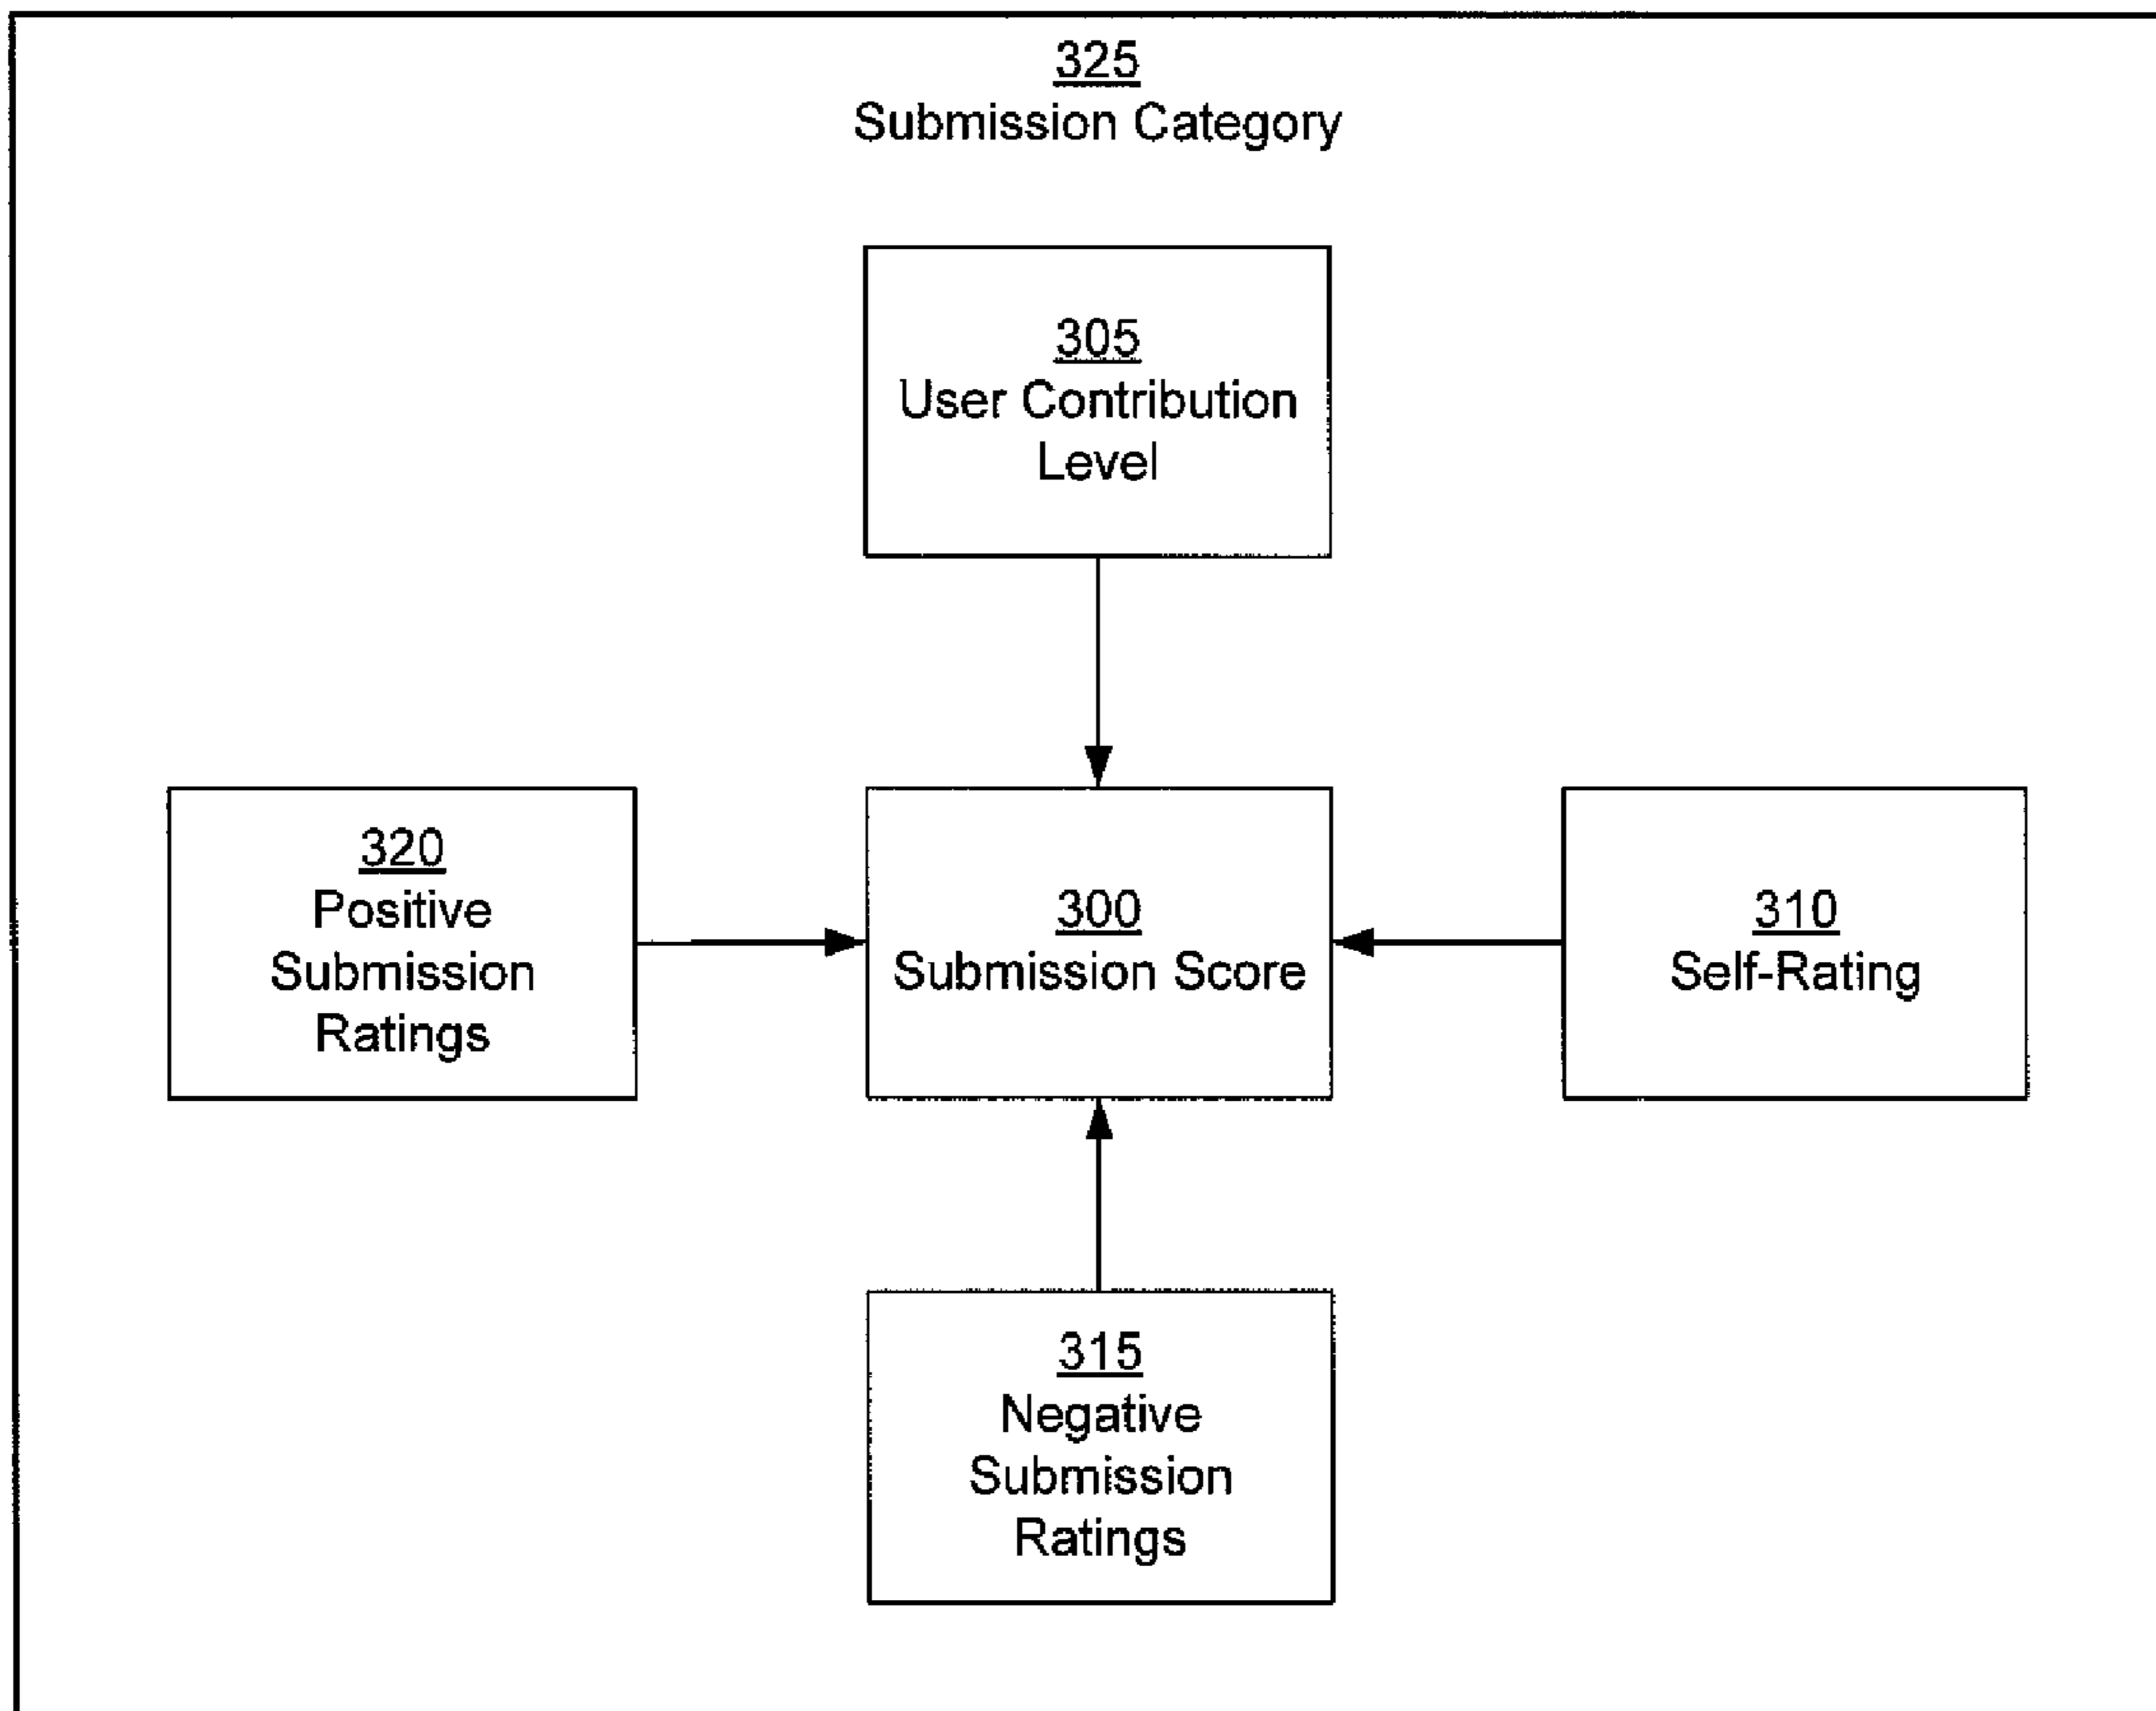 325
Submission Category
305
User Contribution
Level
320
Positive
Submission
Ratings
300
Submission Score
310
Self-Rating
315
Negative
Submission
Ratings